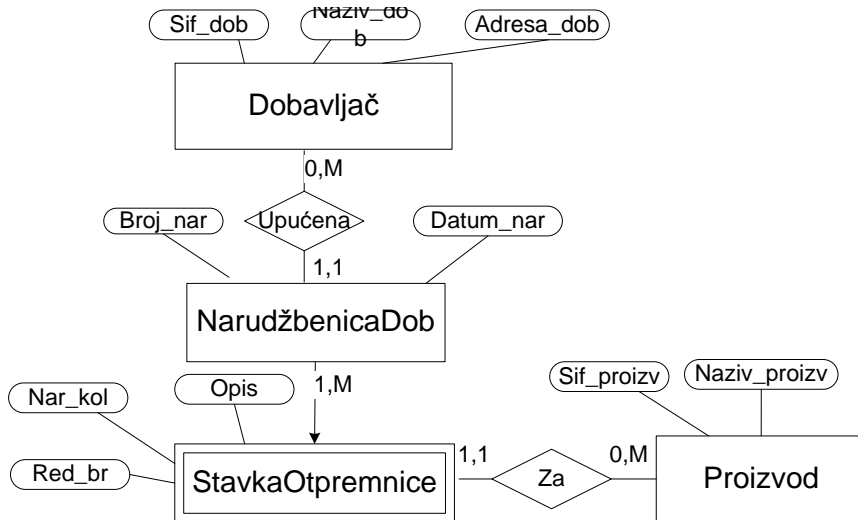 Sif_dob
Naziv_do
b
Adresa_dob
Dobavljač
0,M
Upućena
Broj_nar
Datum_nar
1,1
NarudžbenicaDob
1,M
Opis
Nar_kol
Red_br
StavkaOtpremnice
1,1
Za
0,M
Sif_proizv
Naziv_proizv
Proizvod